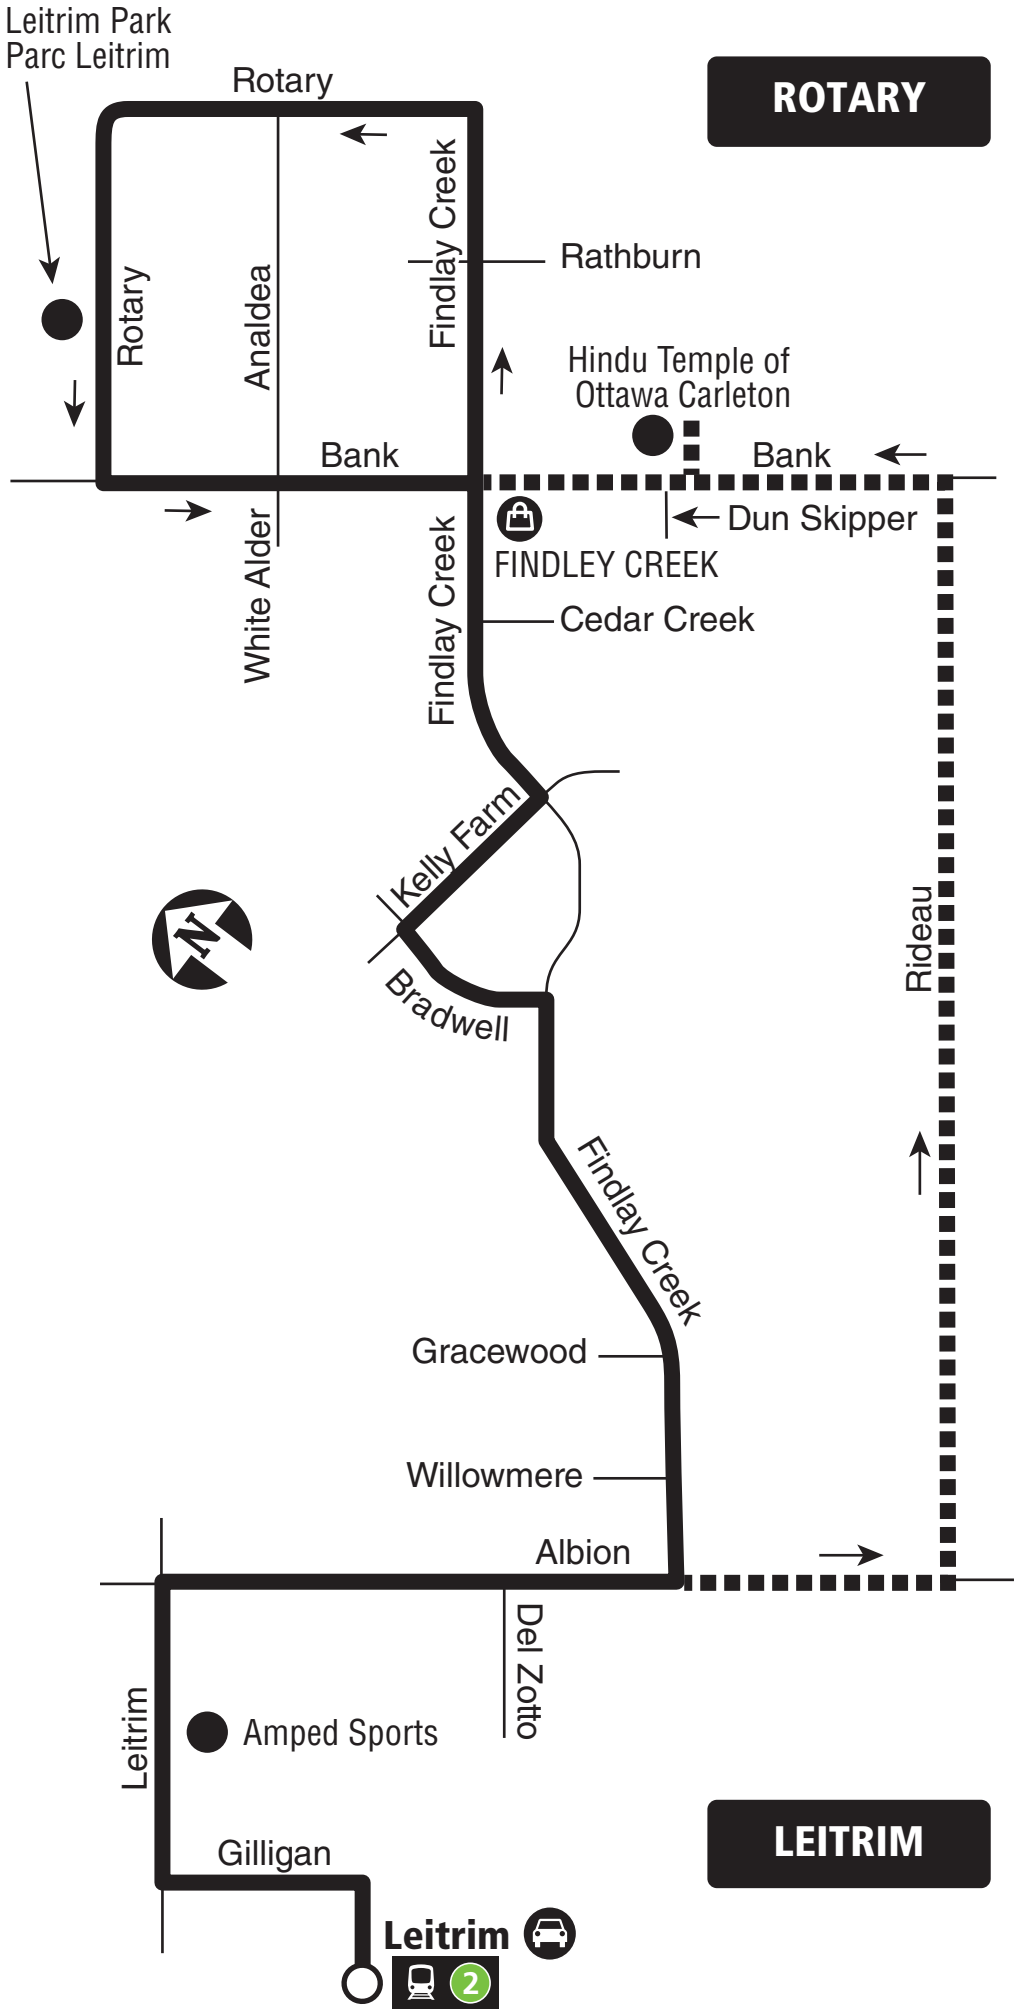 Leitrim Park
Parc Leitrim
Rotary
ROTARY
Findlay Creek
Rathburn
Rotary
Analdea
Hindu Temple of
Ottawa Carleton
Bank
Bank
Dun Skipper
White Alder
Findlay Creek
FINDLEY CREEK
Cedar Creek
Kelly Farm
N
Bradwell
Rideau
Findlay Creek
Gracewood
Willowmere
Albion
Del Zotto
Leitrim
Amped Sports
LEITRIM
Gilligan
Leitrim
2